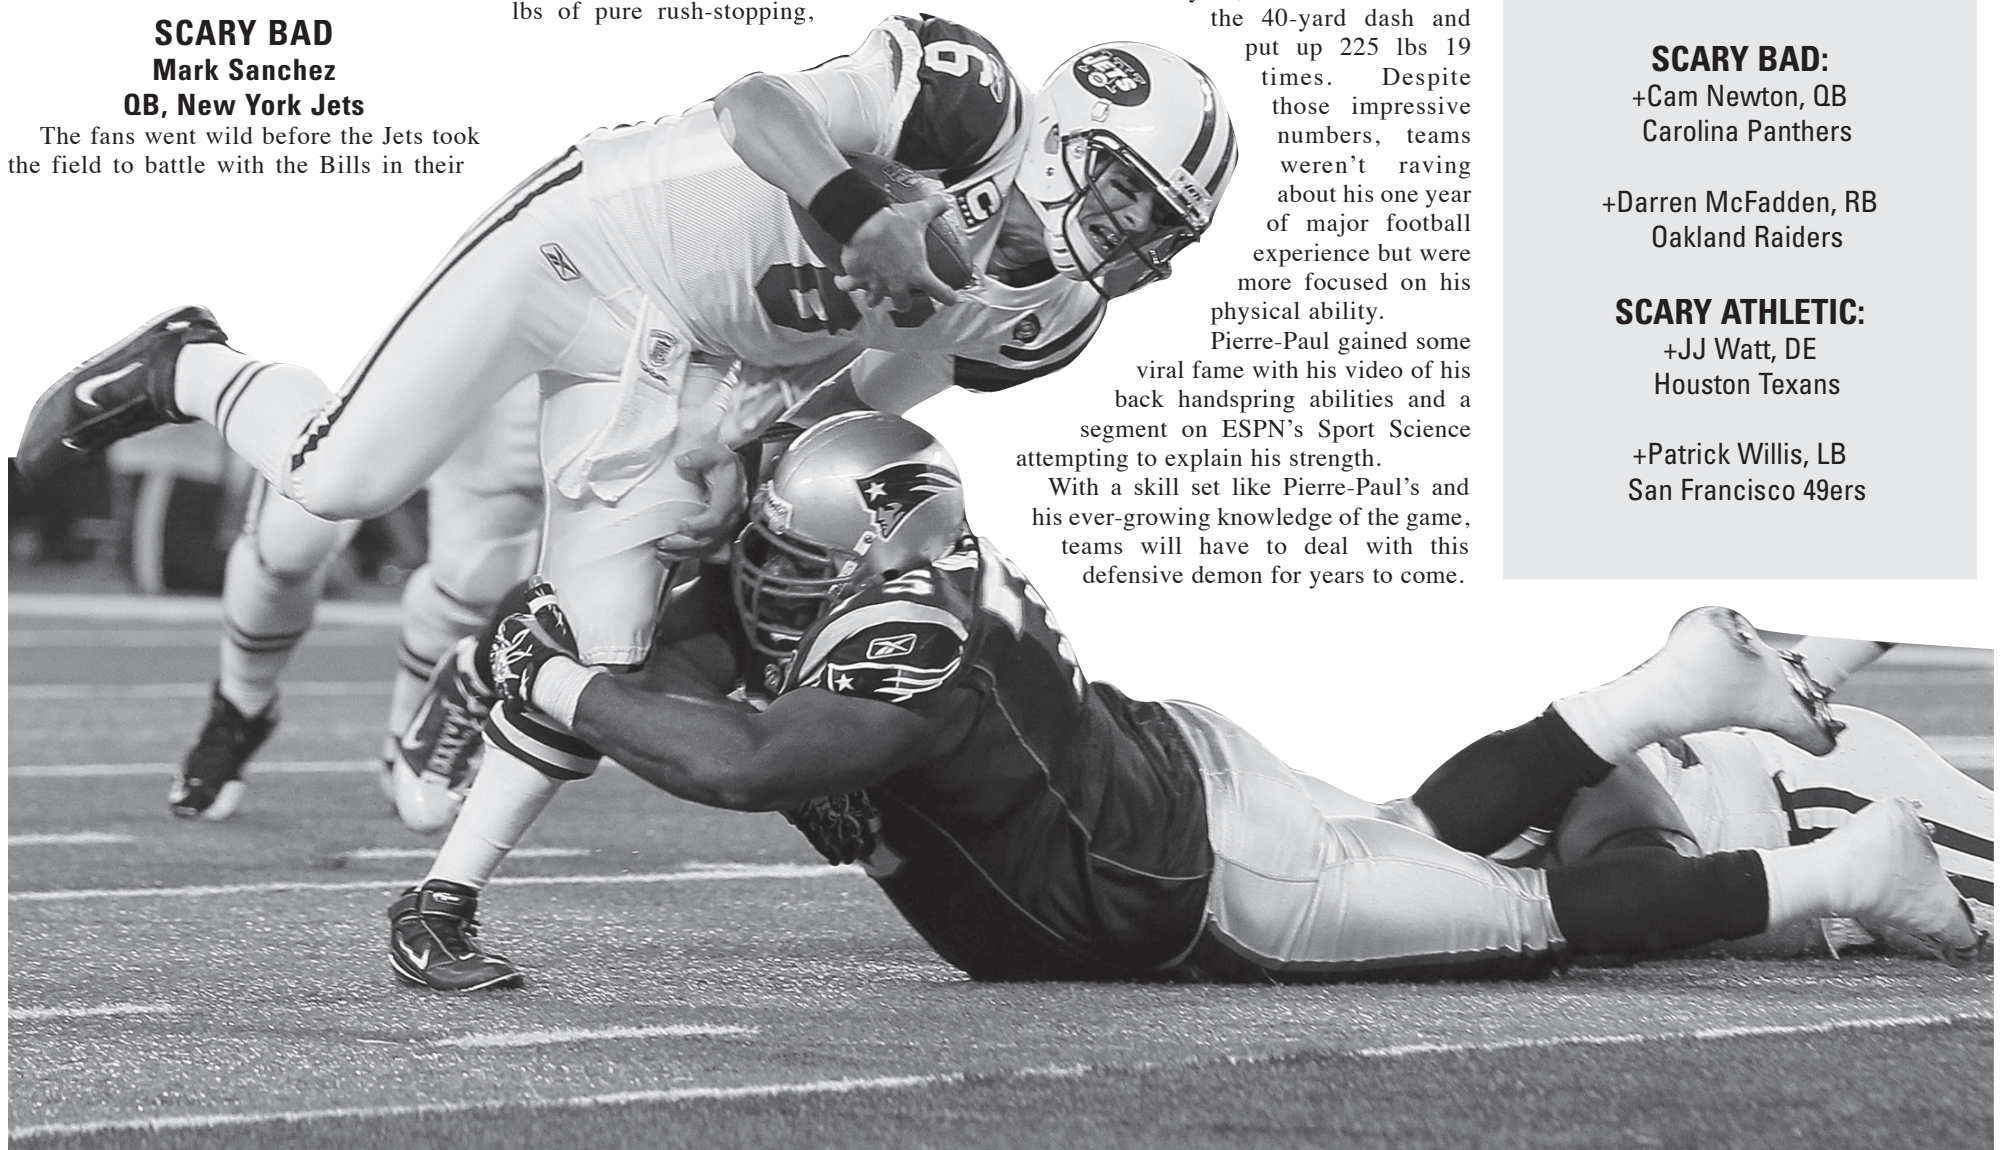 SCARY BAD
Mark Sanchez
QB, New York Jets
The fans went wild before the Jets took
the field to battle with the Bills in their
lbs of pure rush-stopping,
the 40-yard dash and
put up 225 lbs 19
times. Despite
those impressive
numbers, teams
weren't raving
about his one year
of major football
experience but were
more focused on his
physical ability.
Pierre-Paul gained some
viral fame with his video of his
back handspring abilities and a
segment on ESPN's Sport Science
attempting to explain his strength.
With a skill set like Pierre-Paul's and
his ever-growing knowledge of the game,
teams will have to deal with this
defensive demon for years to come.
SCARY BAD:
+Cam Newton, QB
Carolina Panthers
+Darren McFadden, RB
Oakland Raiders
SCARY ATHLETIC:
+JJ Watt, DE
Houston Texans
+Patrick Willis, LB
San Francisco 49ers
6
JETS
C